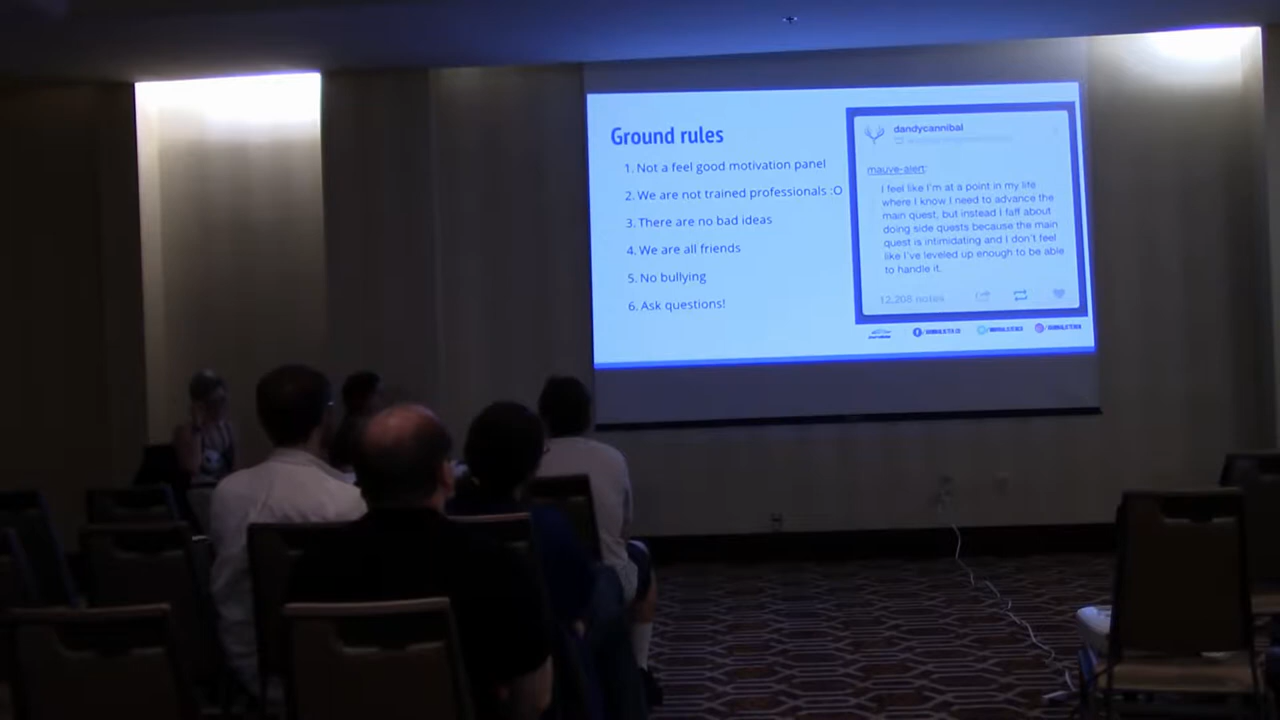 Ground rules
1. Not a feel good motivation panel
2. We are not trained professionals :O
3. There are no bad ideas
4. We are all friends
5. No bullying
6. Ask questions!
dandycannibal
mauve-alert:
I feel like I'm at a point in my life
where I know I need to advance the
main quest, but instead I faff about
doing side quests because the main
quest is intimidating and I don't feel
like I've leveled up enough to be able
to handle it.
12,208 notes